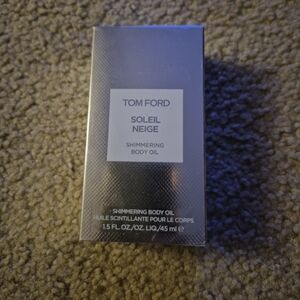 TOM FORD
SOLEIL
NEIGE
SHIMMERING
BODY OIL
SHIMMERING BODY OIL
HUILE SCINTILLANTE POUR LE CORPS
1.5 FL.OZ./OZ. LIQ./45 ml ℮